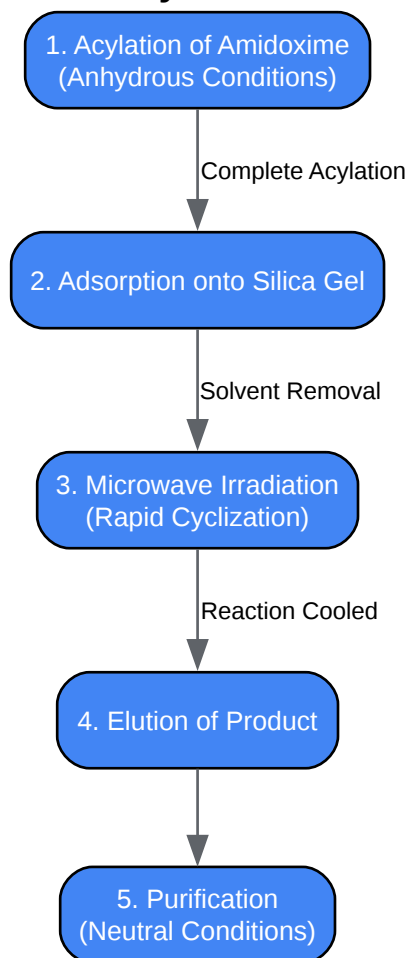 1. Acylation of Amidoxime
(Anhydrous Conditions)
Complete Acylation
2. Adsorption onto Silica Gel
Solvent Removal
3. Microwave Irradiation
(Rapid Cyclization)
Reaction Cooled
4. Elution of Product
5. Purification
(Neutral Conditions)